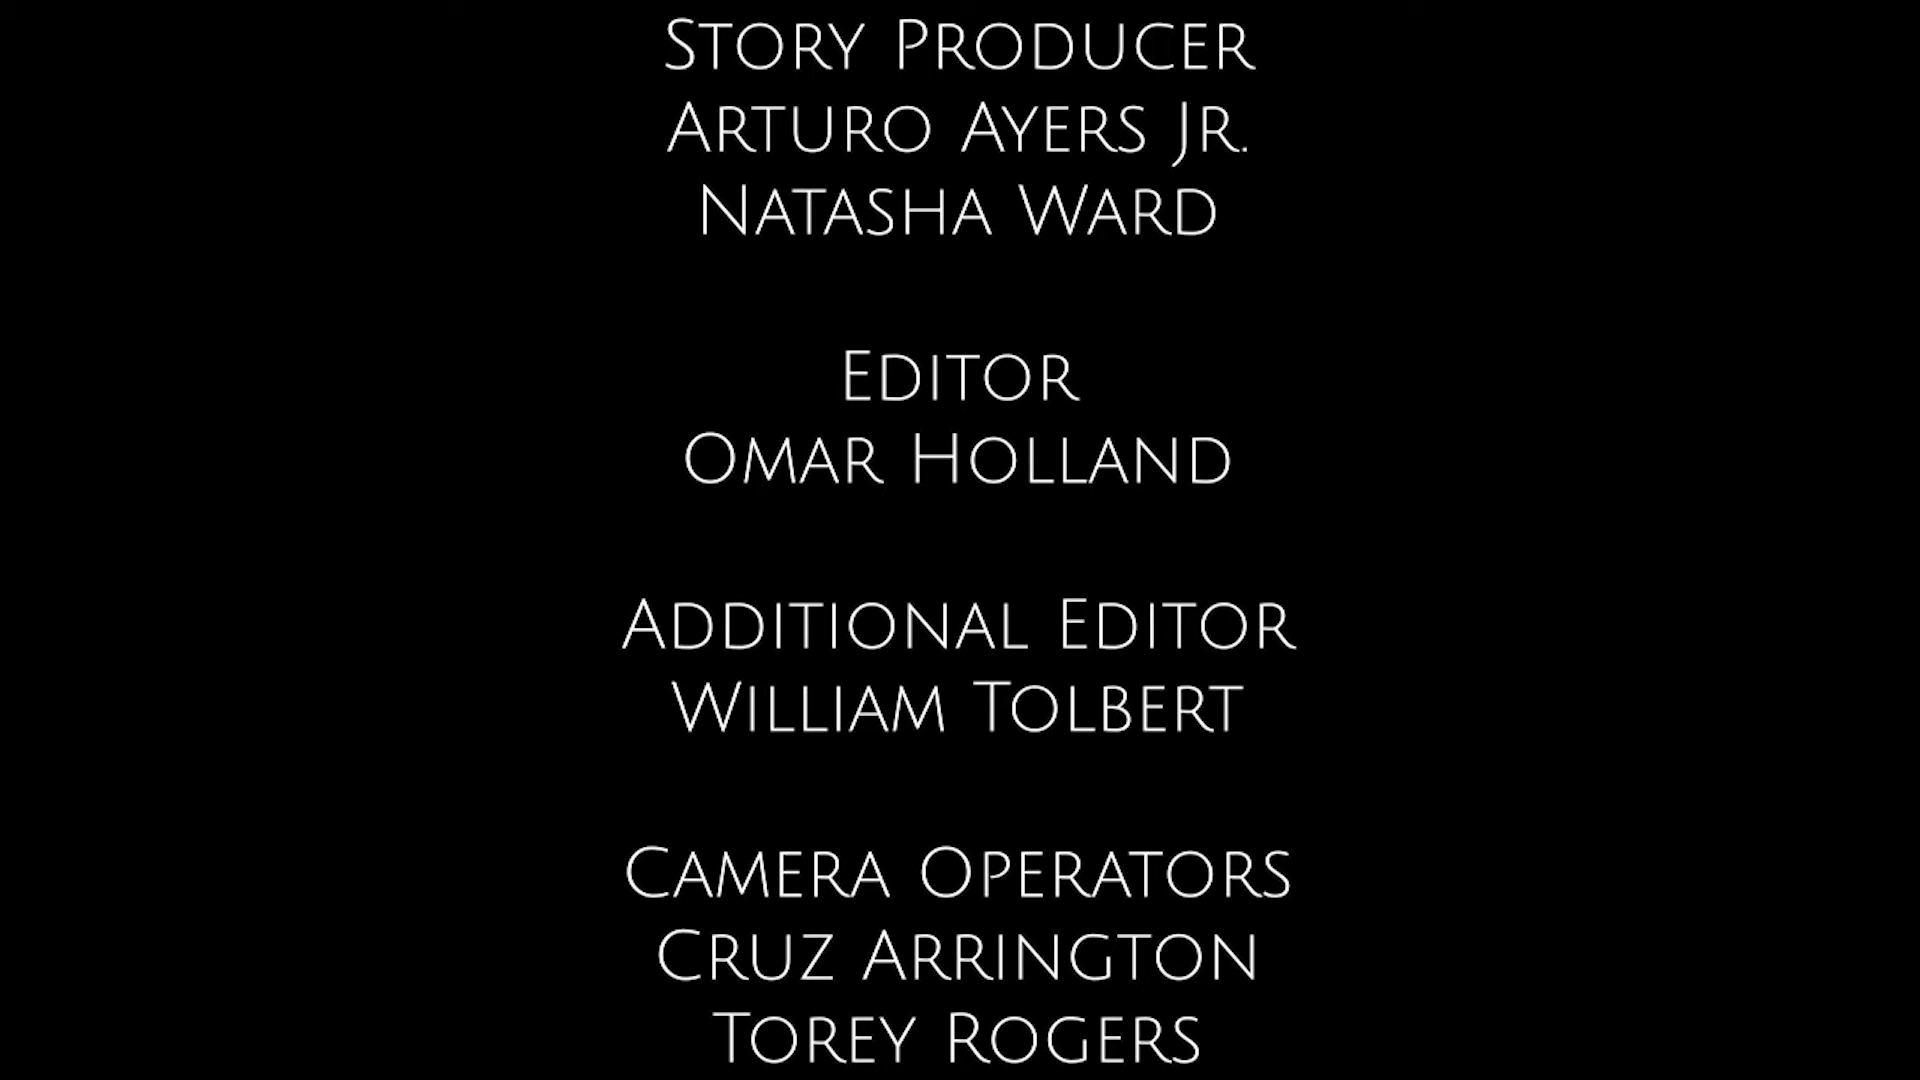 Story Producer
Arturo Ayers Jr.
Natasha Ward
Editor
Omar Holland
Additional Editor
William Tolbert
Camera Operators
Cruz Arrington
Torey Rogers